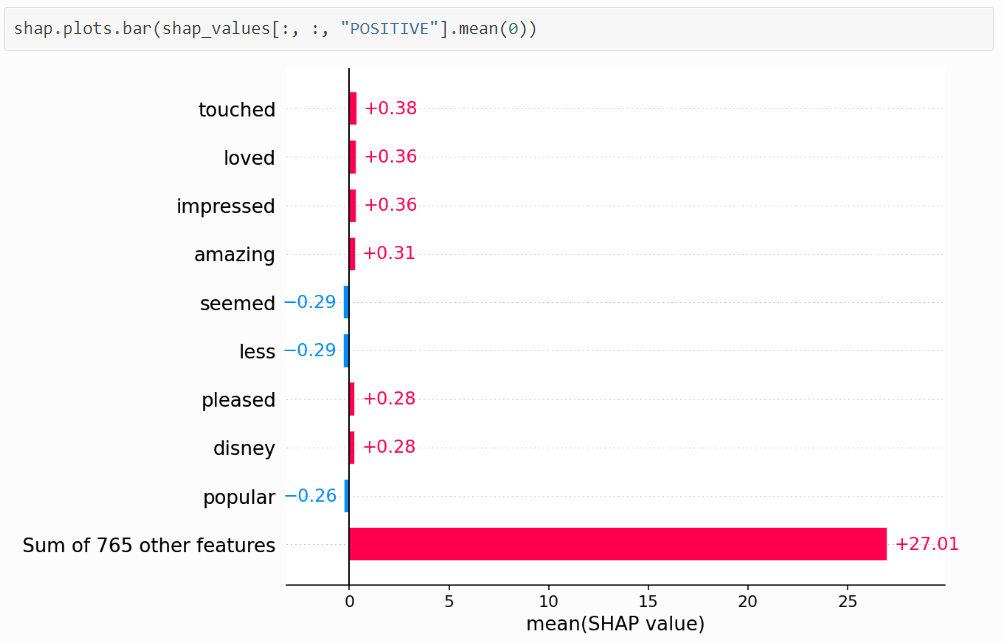 shap.plots.bar(shap_values[:, :, "POSITIVE"].mean(0))
touched +0.38
loved +0.36
impressed +0.36
amazing +0.31
seemed −0.29
less −0.29
pleased +0.28
disney +0.28
popular −0.26
Sum of 765 other features +27.01
0 5 10 15 20 25
mean(SHAP value)